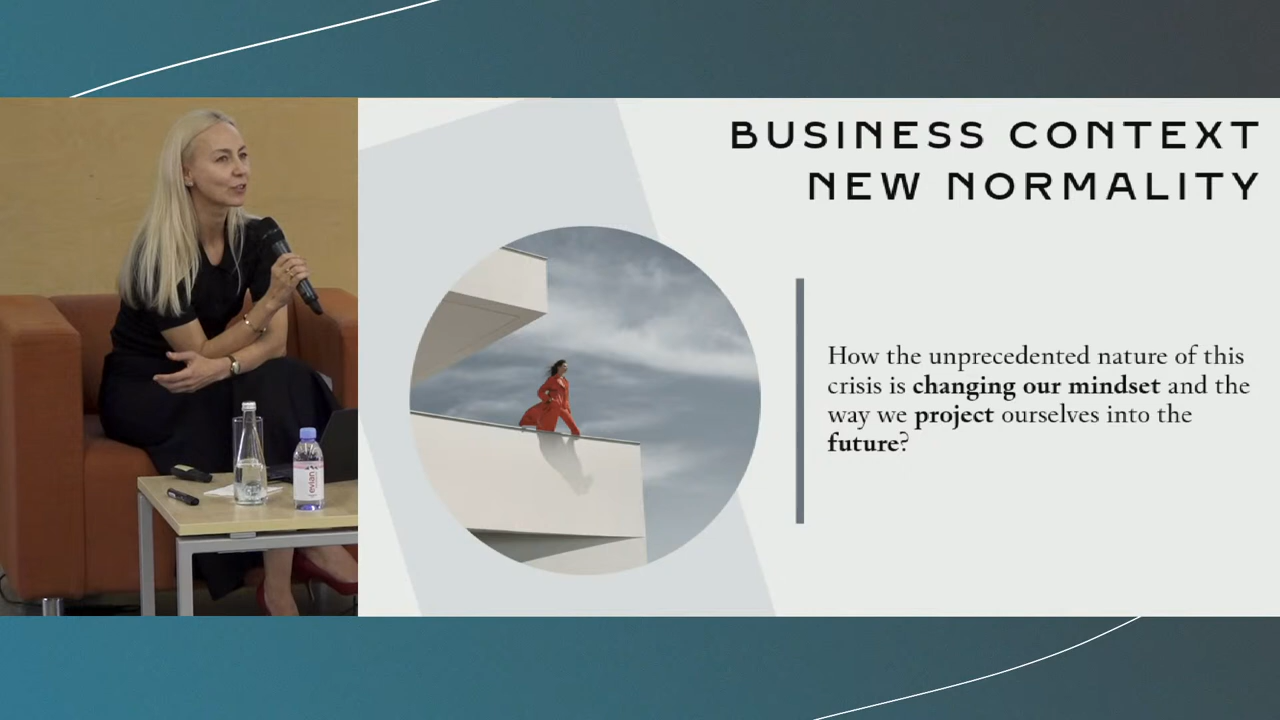 BUSINESS CONTEXT
NEW NORMALITY
How the unprecedented nature of this
crisis is changing our mindset and the
way we project ourselves into the
future?
evian